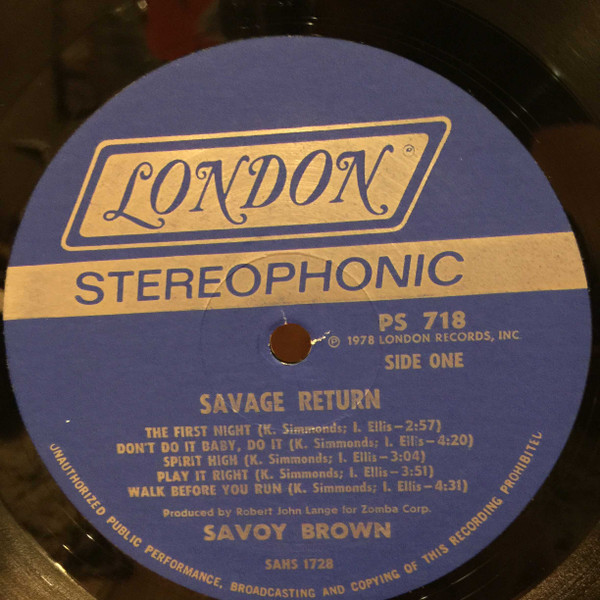 LONDON®
STEREOPHONIC
PS 718
℗ 1978 LONDON RECORDS, INC.
SIDE ONE
SAVAGE RETURN
THE FIRST NIGHT (K. Simmonds; I. Ellis—2:57)
DON'T DO IT BABY, DO IT (K. Simmonds; I. Ellis—4:20)
SPIRIT HIGH (K. Simmonds; I. Ellis—3:04)
PLAY IT RIGHT (K. Simmonds; I. Ellis—3:51)
WALK BEFORE YOU RUN (K. Simmonds; I. Ellis—4:31)
Produced by Robert John Lange for Zomba Corp.
SAVOY BROWN
SAHS 1728
UNAUTHORIZED PUBLIC PERFORMANCE, BROADCASTING AND COPYING OF THIS RECORDING PROHIBITED